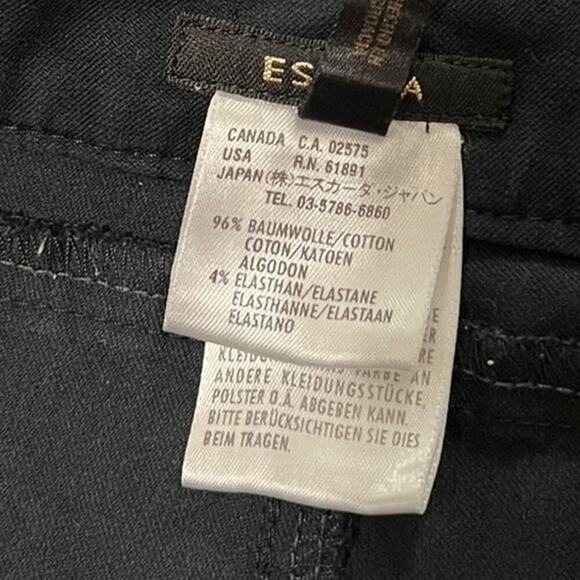 ES A
CANADA C.A. 02575
USA R.N. 61891
JAPAN (株)エスカーダ・ジャパン
TEL. 03-5786-6860
96% BAUMWOLLE/COTTON
COTON/KATOEN
ALGODON
4% ELASTHAN/ELASTANE
ELASTHANNE/ELASTAAN
ELASTANO
AN
ANDERE KLEIDUNGSSTÜCKE,
POLSTER O.Ä. ABGEBEN KANN.
BITTE BERÜCKSICHTIGEN SIE DIES
BEIM TRAGEN.